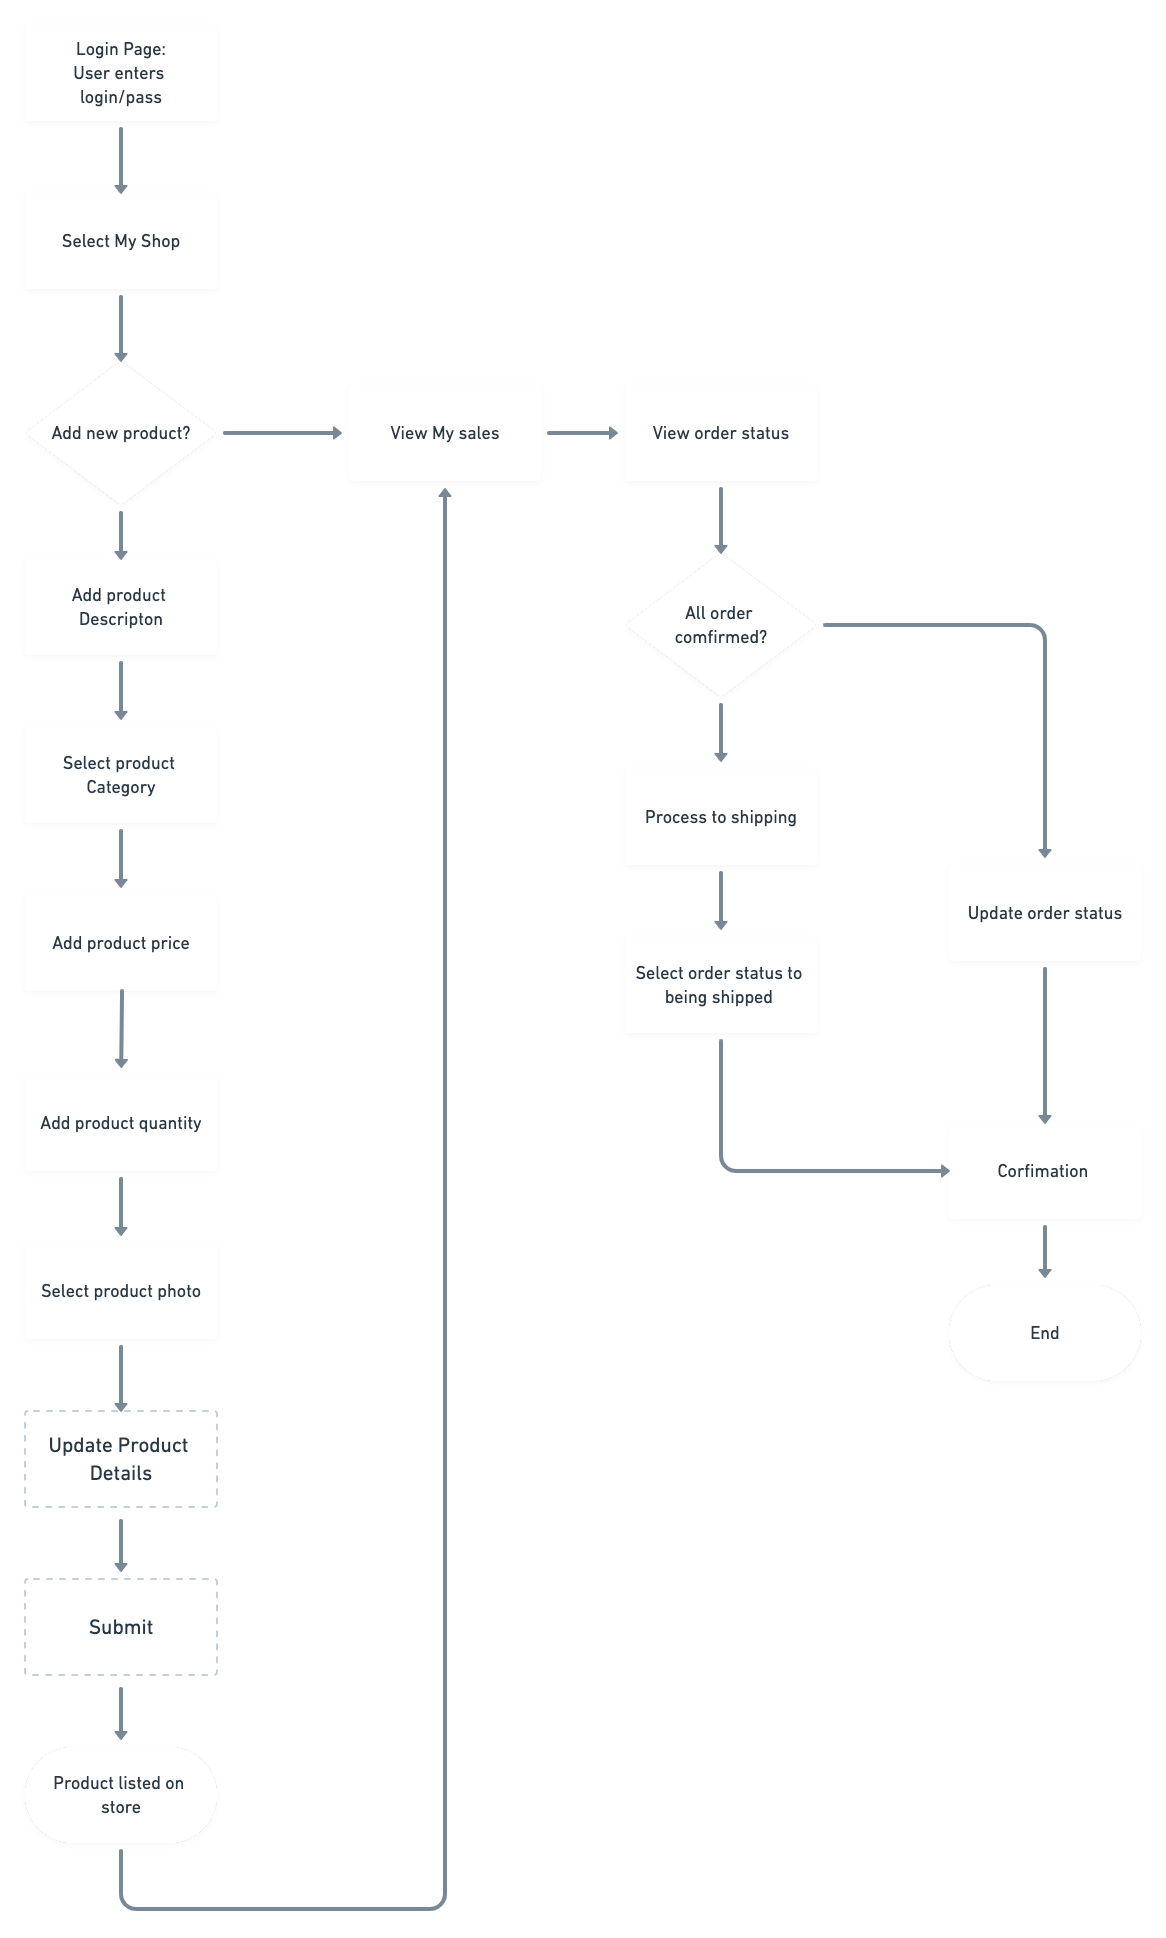 Login Page:
User enters
login/pass
Select My Shop
Add new product?
View My sales
View order status
Add product
Descripton
All order
comfirmed?
Select product
Category
Process to shipping
Update order status
Add product price
Select order status to
being shipped
Add product quantity
Corfimation
Select product photo
End
Update Product
Details
Submit
Product listed on
store